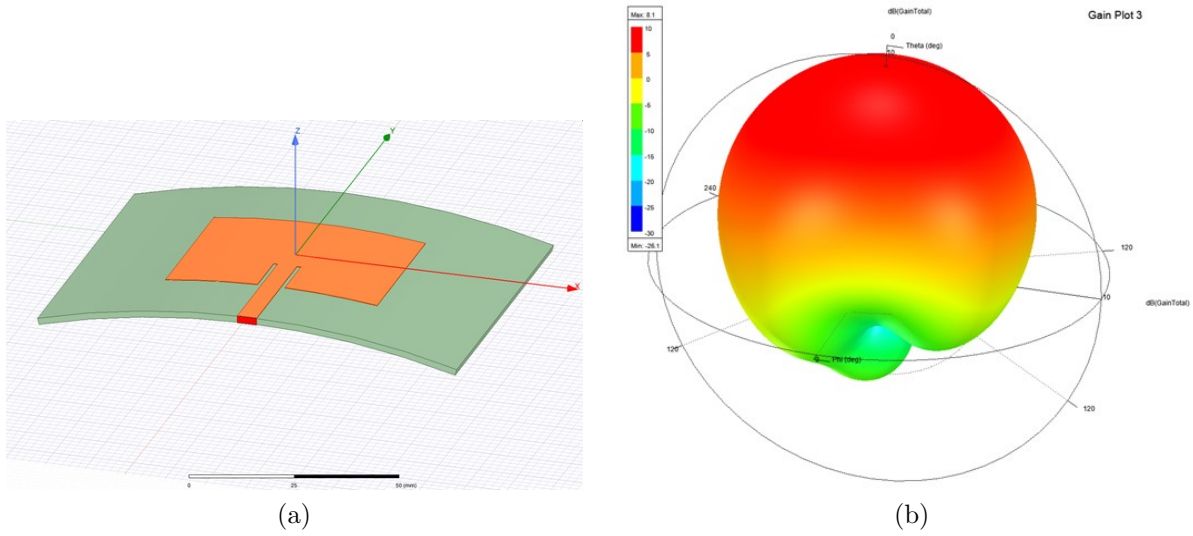 Z
Y
X
0
25
50 (mm)
(a)
dB(GainTotal)
Gain Plot 3
Max: 8.1
10
5
0
-5
-10
-15
-20
-25
-30
Min: -26.1
0
Theta (deg)
10
240
120
10
dB(GainTotal)
120
Phi (deg)
120
(b)